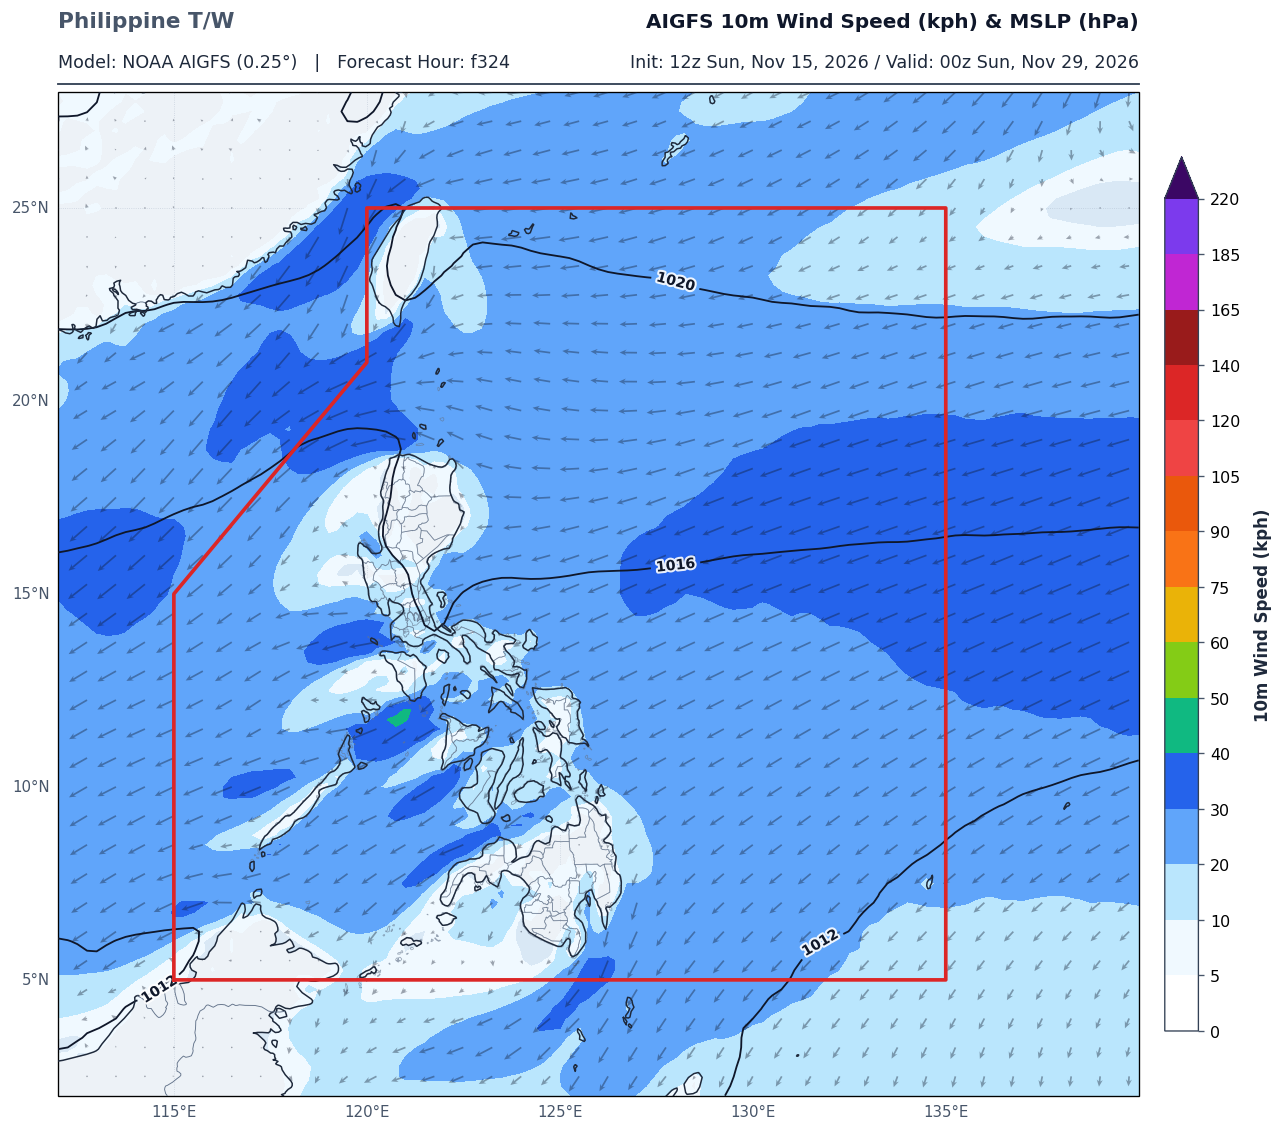 Philippine T/W
AIGFS 10m Wind Speed (kph) & MSLP (hPa)
Model: NOAA AIGFS (0.25°) | Forecast Hour: f324
Init: 12z Sun, Nov 15, 2026 / Valid: 00z Sun, Nov 29, 2026
25°N
20°N
15°N
10°N
5°N
115°E
120°E
125°E
130°E
135°E
1020
1016
1012
1012
220
185
165
140
120
105
90
75
60
50
40
30
20
10
5
0
10m Wind Speed (kph)